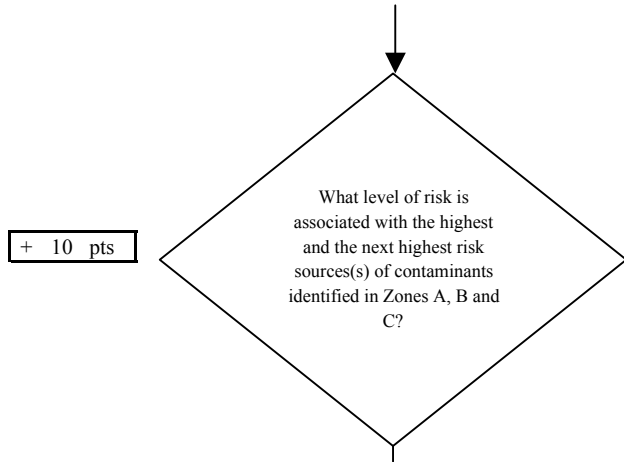 What level of risk is
associated with the highest
+ 10 pts
and the next highest risk
sources(s) of contaminants
identified in Zones A, B and
C?